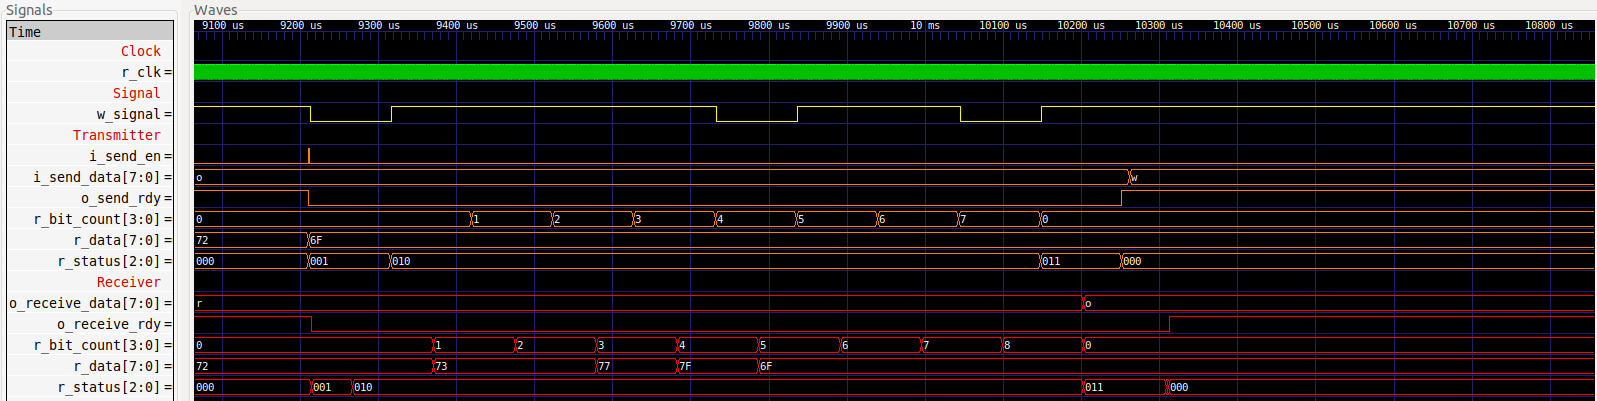 Signals Waves
Time 9100 us 9200 us 9300 us 9400 us 9500 us 9600 us 9700 us 9800 us 9900 us 10 ms 10100 us 10200 us 10300 us 10400 us 10500 us 10600 us 10700 us 10800 us
Clock
r_clk=
Signal
w_signal=
Transmitter
i_send_en=
i_send_data[7:0]= o w
o_send_rdy=
r_bit_count[3:0]= 0 1 2 3 4 5 6 7 0
r_data[7:0]= 72 6F
r_status[2:0]= 000 001 010 011 000
Receiver
o_receive_data[7:0]= r o
o_receive_rdy=
r_bit_count[3:0]= 0 1 2 3 4 5 6 7 8 0
r_data[7:0]= 72 73 77 7F 6F
r_status[2:0]= 000 001 010 011 000